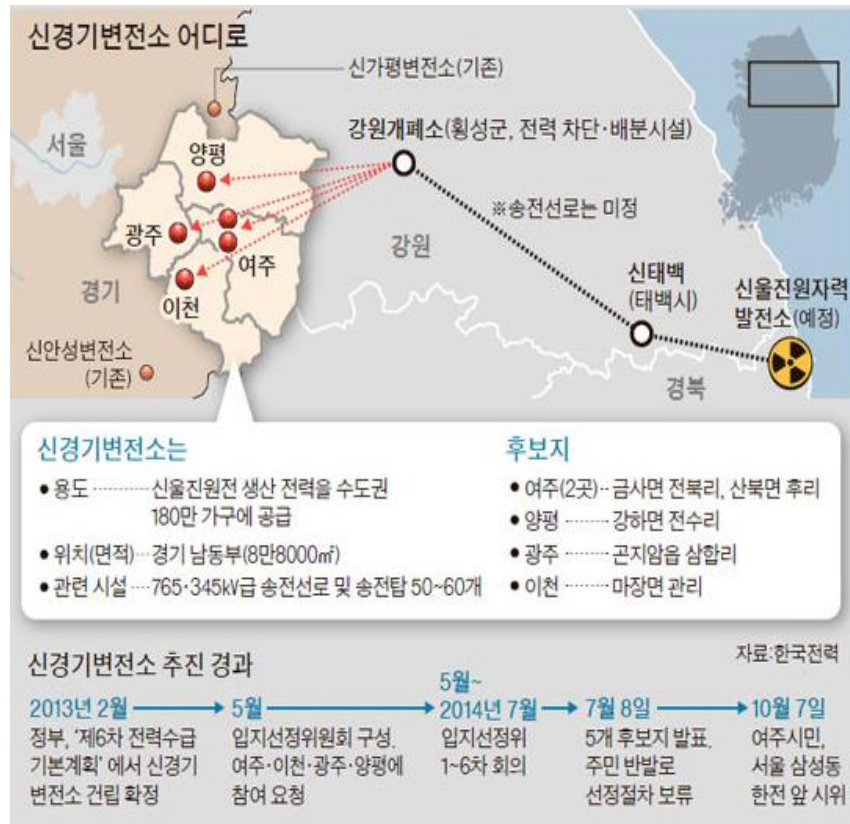 신경기변전소 어디로
신가평변전소(기존)
강원개폐소(횡성군, 전력 차단·배분시설)
서울
양평
※송전선로는 미정
광주
여주
강원
경기
이천
신태백
(태백시)
신울진원자력
발전소(예정)
신안성변전소
(기존)
경북
신경기변전소는
● 용도 ············ 신울진원전 생산 전력을 수도권
180만 가구에 공급
● 위치(면적) ·· 경기 남동부(8만8000㎡)
● 관련 시설 ···· 765·345㎸급 송전선로 및 송전탑 50~60개
후보지
● 여주(2곳) ·· 금사면 전북리, 산북면 후리
● 양평 ········ 강하면 전수리
● 광주 ········ 곤지암읍 삼합리
● 이천 ········ 마장면 관리
자료:한국전력
신경기변전소 추진 경과
2013년 2월
정부, ‘제6차 전력수급
기본계획’ 에서 신경기
변전소 건립 확정
5월
입지선정위원회 구성.
여주·이천·광주·양평에
참여 요청
5월~
2014년 7월
입지선정위
1~6차 회의
7월 8일
5개 후보지 발표.
주민 반발로
선정절차 보류
10월 7일
여주시민,
서울 삼성동
한전 앞 시위